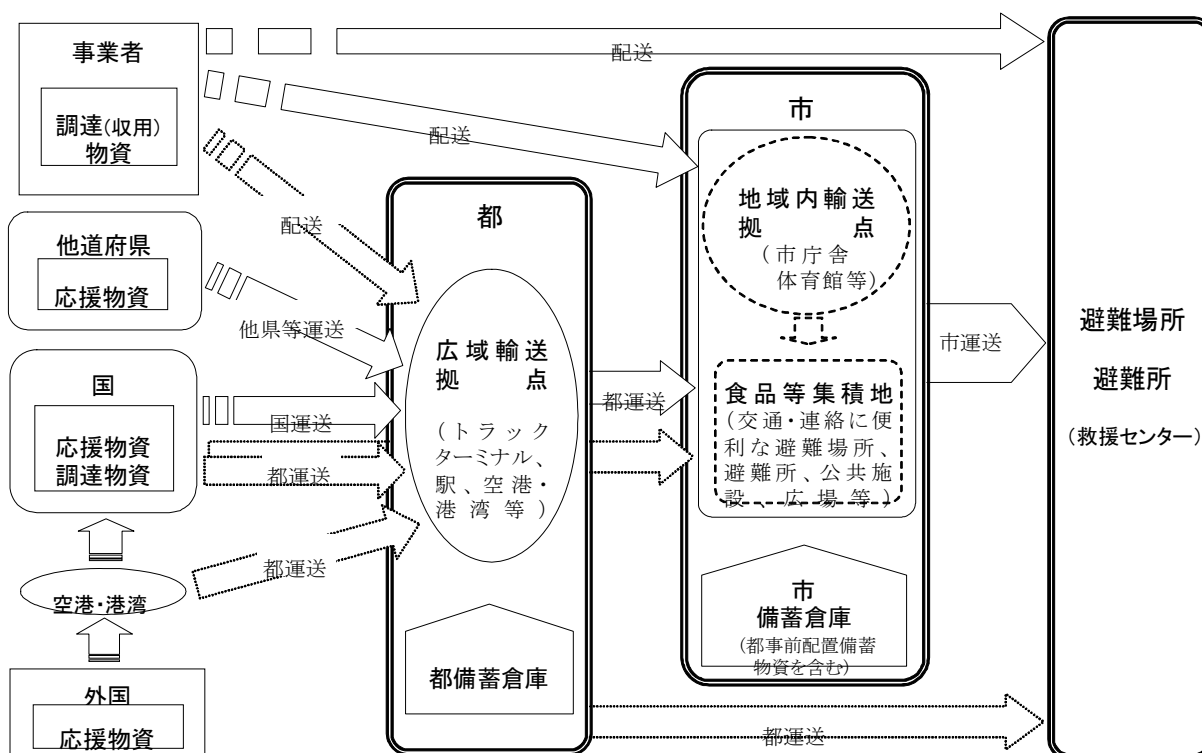 事業者
調達(収用)
物資
他道府県
応援物資
国
応援物資
調達物資
空港・港湾
外国
応援物資
配送
配送
配送
他県等運送
国運送
都運送
都運送
都
広域輸送
拠点
(トラック
ターミナル、
駅、空港・
港湾等)
都備蓄倉庫
都運送
都運送
市
地域内輸送
拠点
(市庁舎
体育館等)
食品等集積地
(交通・連絡に便
利な避難場所、
避難所、公共施
設、広場等)
市
備蓄倉庫
(都事前配置備蓄
物資を含む)
市運送
避難場所
避難所
(救援センター)